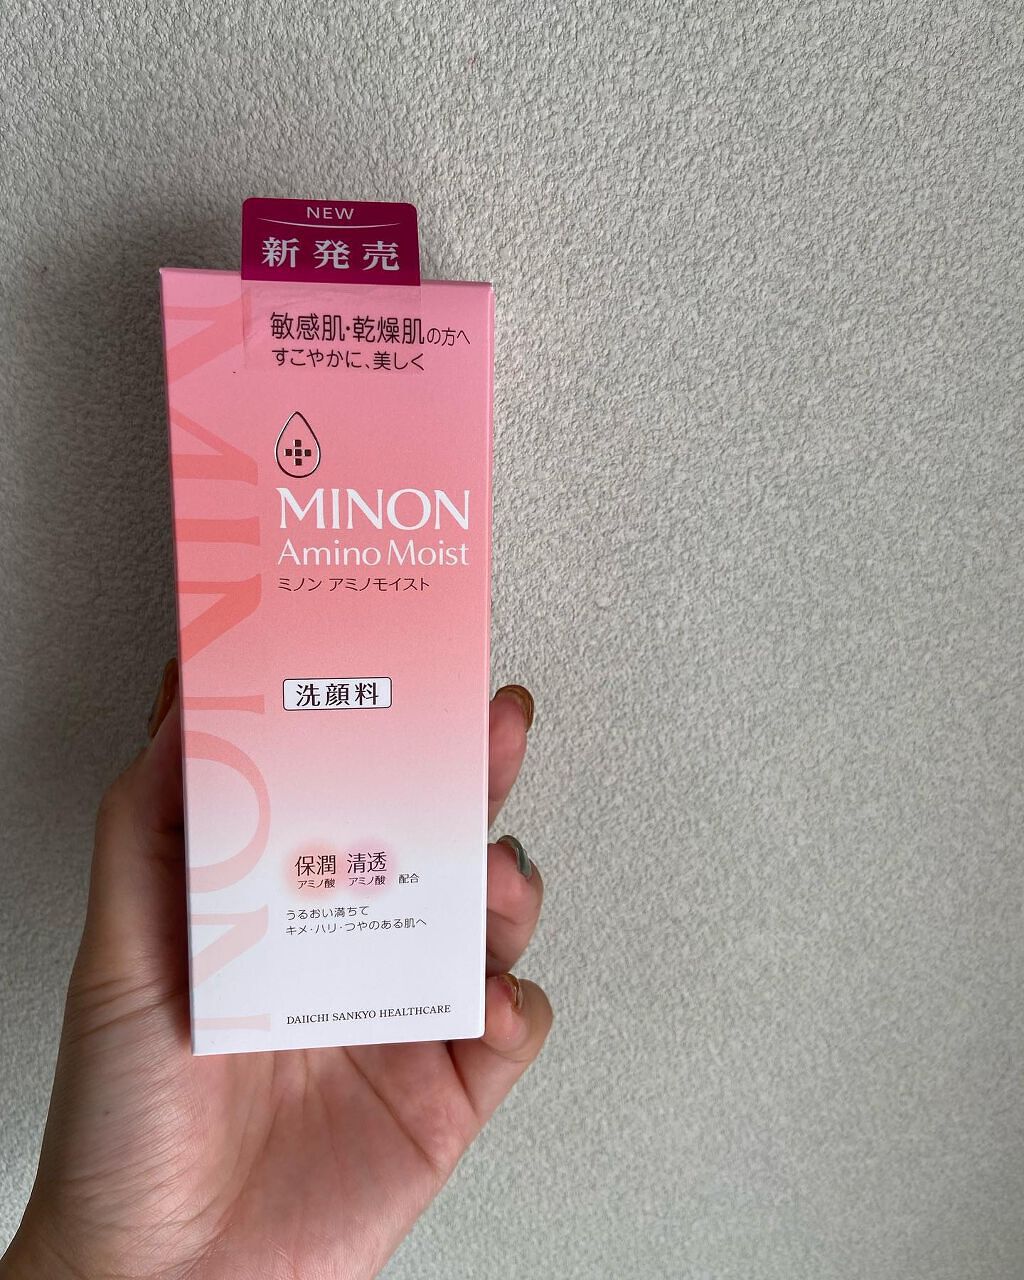 NEW
新発売
敏感肌・乾燥肌の方へ
すこやかに、美しく
MINON
Amino Moist
ミノン アミノモイスト
洗顔料
保潤 清透
アミノ酸 アミノ酸 配合
うるおい満ちて
キメ・ハリ・つやのある肌へ
DAIICHI SANKYO HEALTHCARE
MINON